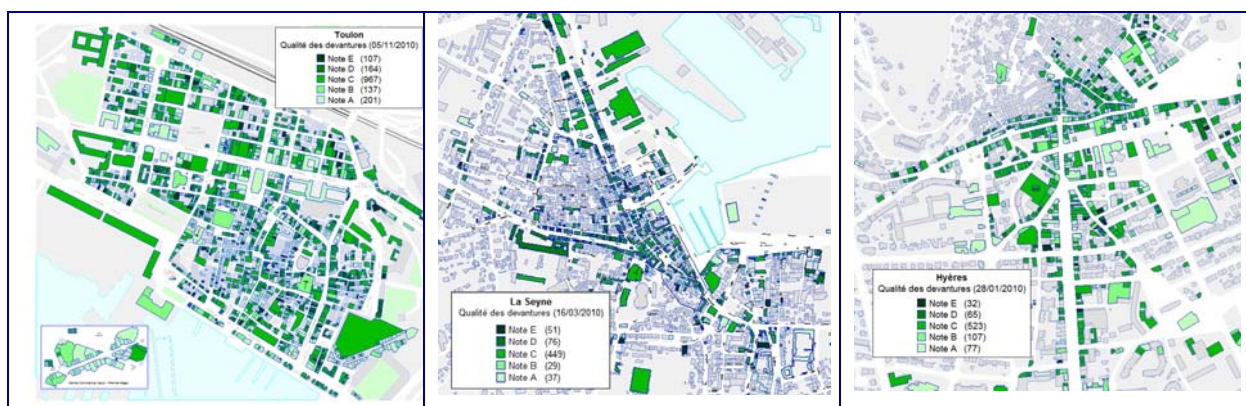 Toulon
Qualité des devantures (05/11/2010)
Note E (107)
Note D (164)
Note C (967)
Note B (137)
Note A (201)
La Seyne
Qualité des devantures (16/03/2010)
Note E (51)
Note D (76)
Note C (449)
Note B (29)
Note A (37)
Hyères
Qualité des devantures (28/01/2010)
Note E (32)
Note D (65)
Note C (523)
Note B (107)
Note A (77)